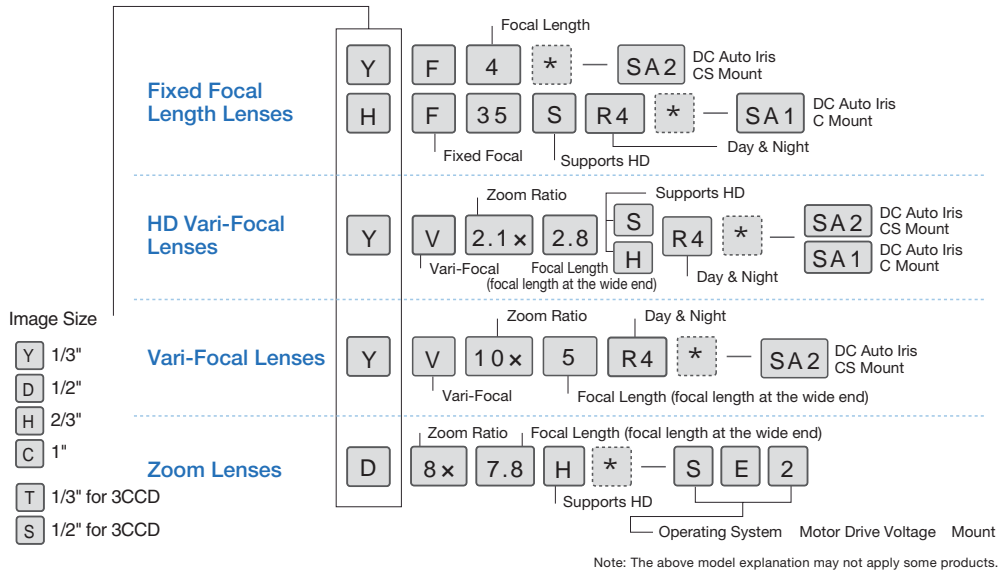 Focal Length
Y F 4 * — SA2 DC Auto Iris
CS Mount
Fixed Focal
Length Lenses
H F 35 S R4 * — SA1 DC Auto Iris
C Mount
Fixed Focal Supports HD Day & Night
Zoom Ratio Supports HD
HD Vari-Focal
Lenses
Y V 2.1× 2.8 S H R4 * — SA2 DC Auto Iris
CS Mount
SA1 DC Auto Iris
C Mount
Vari-Focal Focal Length
(focal length at the wide end)
Day & Night
Zoom Ratio Day & Night
Vari-Focal Lenses Y V 10× 5 R4 * — SA2 DC Auto Iris
CS Mount
Vari-Focal Focal Length (focal length at the wide end)
Zoom Ratio Focal Length (focal length at the wide end)
Zoom Lenses D 8× 7.8 H * — S E 2
Supports HD
Operating System Motor Drive Voltage Mount
Image Size
Y 1/3"
D 1/2"
H 2/3"
C 1"
T 1/3" for 3CCD
S 1/2" for 3CCD
Note: The above model explanation may not apply some products.